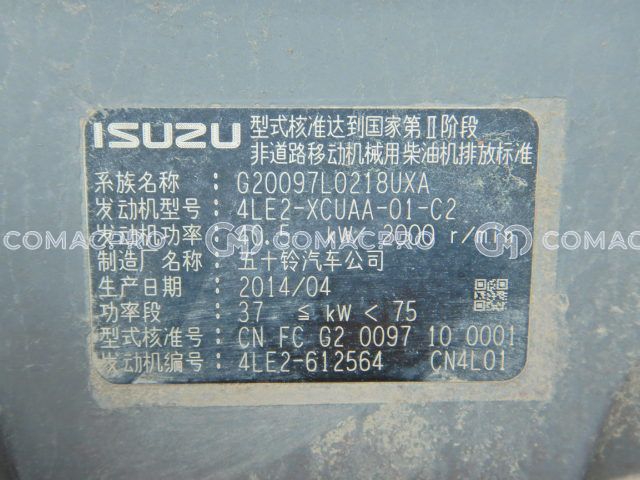 ISUZU 型式核准达到国家第Ⅱ阶段
非道路移动机械用柴油机排放标准
系族名称： G20097L0218UXA
发动机型号： 4LE2-XCUAA-01-C2
发动机功率： 40.5 kW/ 2000 r/min
制造厂名称： 五十铃汽车公司
生产日期： 2014/04
功率段： 37 ≦ kW < 75
型式核准号： CN FC G2 0097 10 0001
发动机编号： 4LE2-612564 CN4L01
COMACPRO COMACPRO COMACPRO